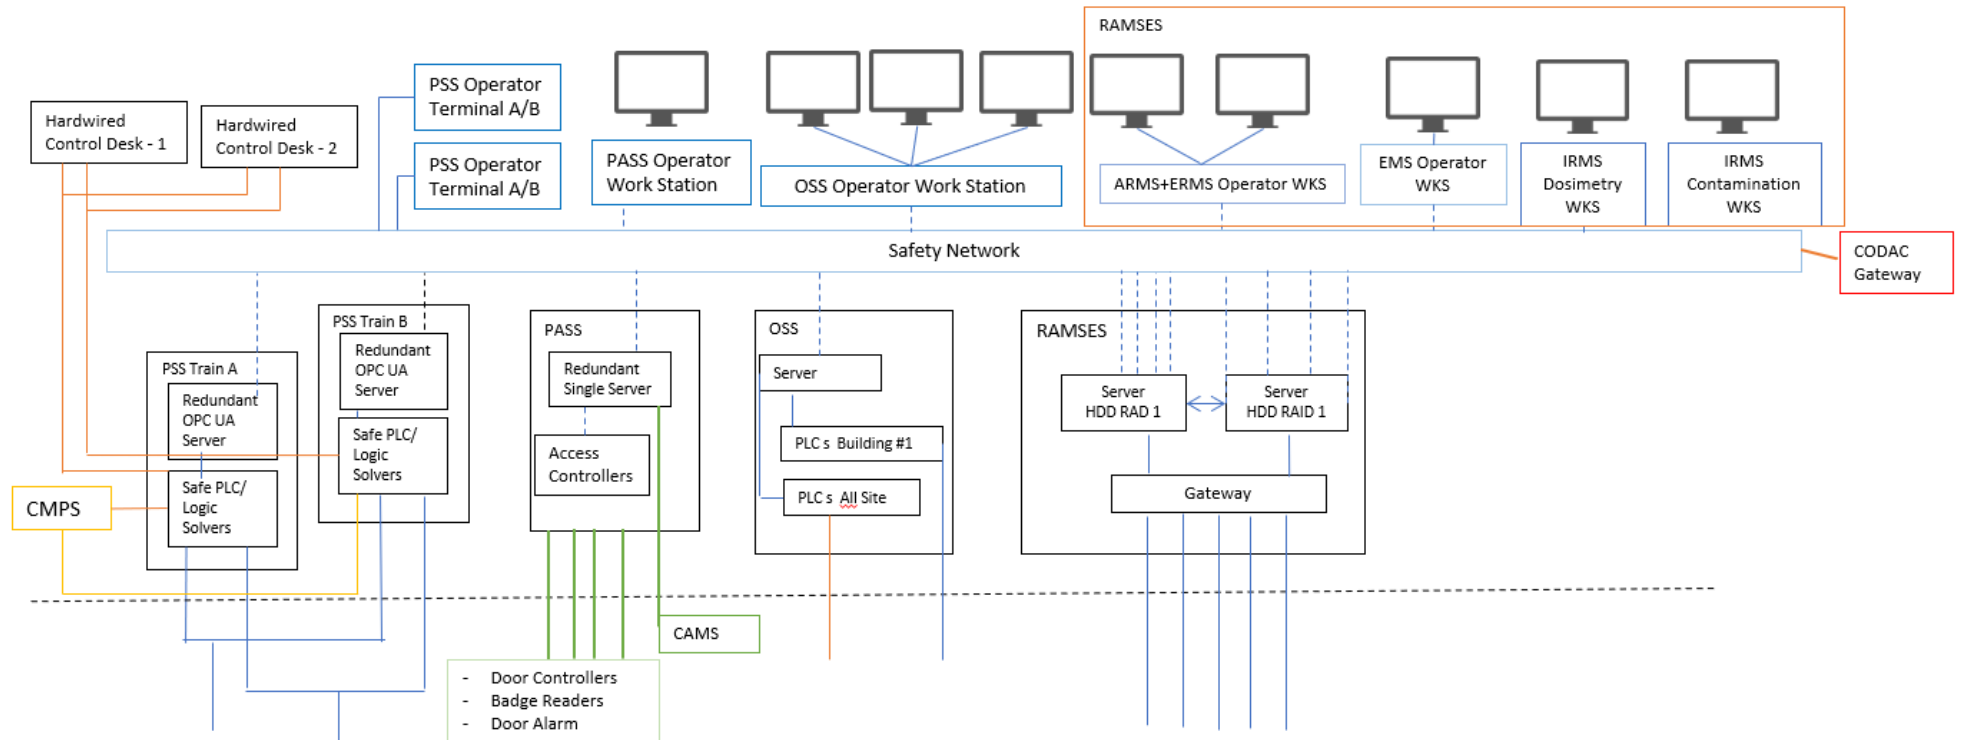 RAMSES
Hardwired
Control Desk - 1
Hardwired
Control Desk - 2
PSS Operator
Terminal A/B
PSS Operator
Terminal A/B
PASS Operator
Work Station
OSS Operator Work Station
ARMS+ERMS Operator WKS
EMS Operator
WKS
IRMS
Dosimetry
WKS
IRMS
Contamination
WKS
Safety Network
CODAC
Gateway
PSS Train A
Redundant
OPC UA
Server
Safe PLC/
Logic
Solvers
PSS Train B
Redundant
OPC UA
Server
Safe PLC/
Logic
Solvers
CMPS
PASS
Redundant
Single Server
Access
Controllers
OSS
Server
PLC s Building #1
PLC s All Site
RAMSES
Server
HDD RAD 1
Server
HDD RAID 1
Gateway
CAMS
- Door Controllers
- Badge Readers
- Door Alarm